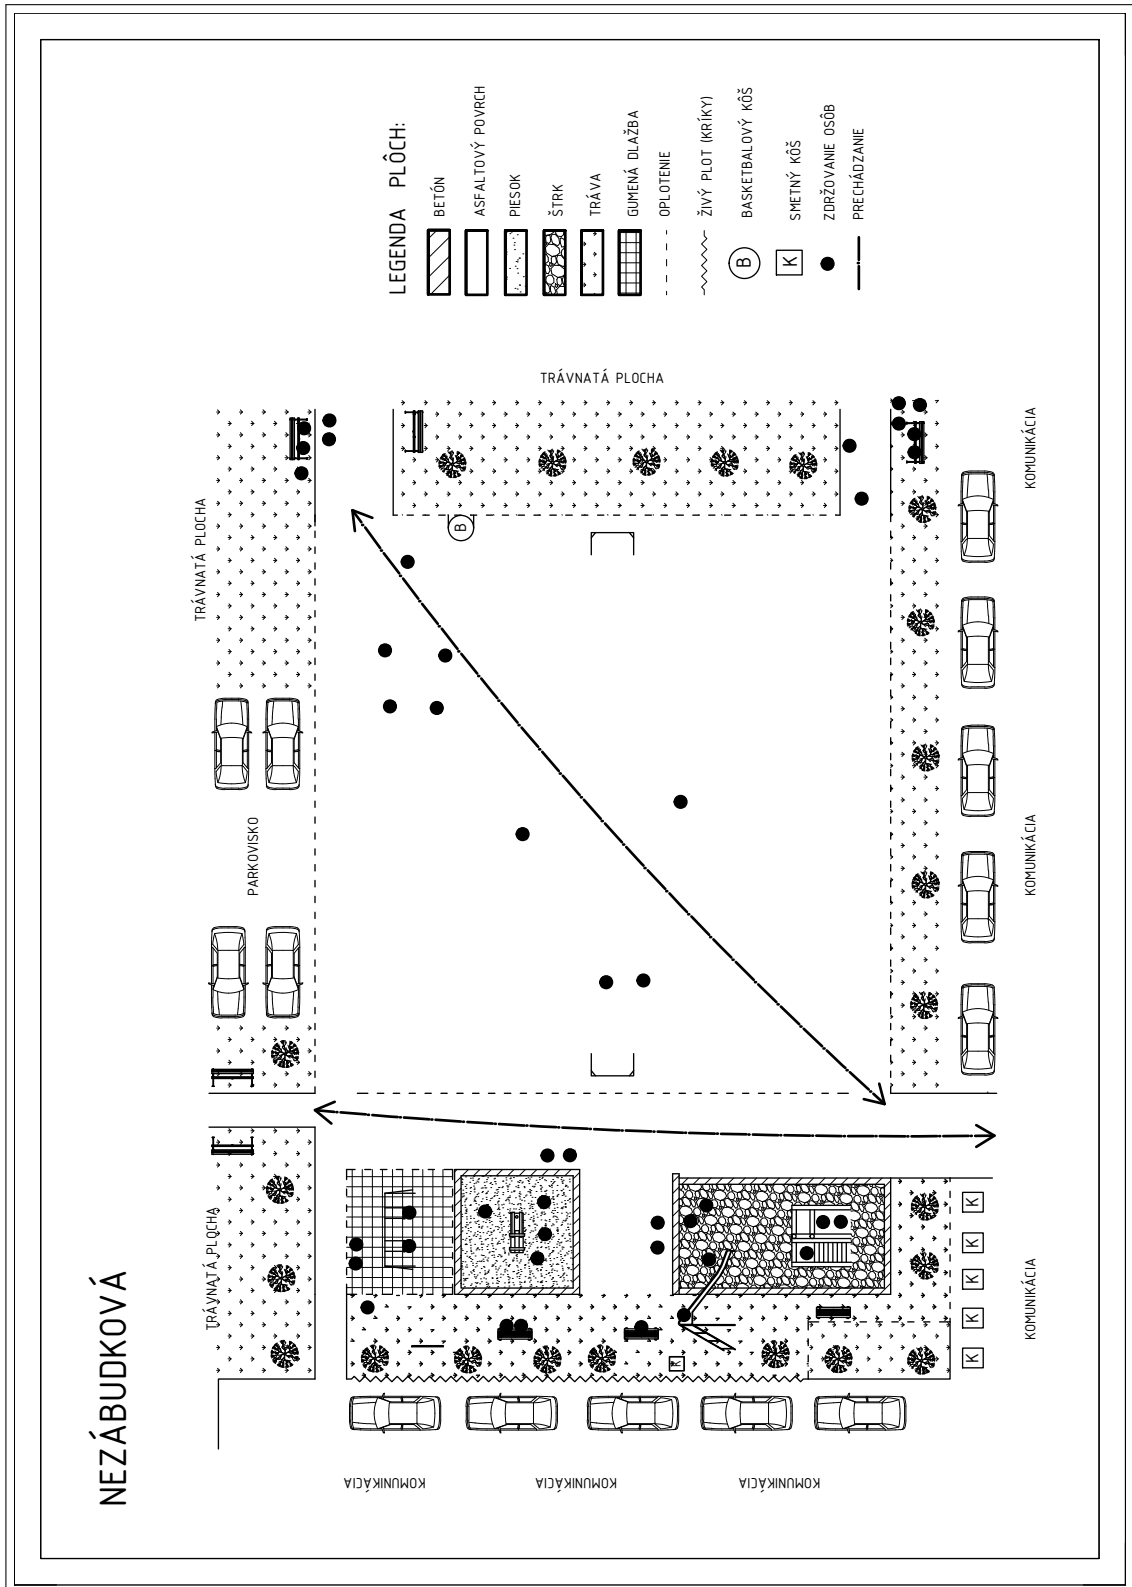 NEZÁBUDKOVÁ
LEGENDA PLÔCH:
BETÓN
ASFALTOVÝ POVRCH
PIESOK
ŠTRK
TRÁVA
GUMENÁ DLAŽBA
OPLOTENIE
ŽIVÝ PLOT (KRÍKY)
B
BASKETBALOVÝ KÔŠ
K
SMETNÝ KÔŠ
ZDRŽOVANIE OSÔB
PRECHÁDZANIE
TRÁVNATÁ PLOCHA
PARKOVISKO
TRÁVNATÁ PLOCHA
TRÁVNATÁ PLOCHA
B
K
K
K
K
K
K
KOMUNIKÁCIA
KOMUNIKÁCIA
KOMUNIKÁCIA
KOMUNIKÁCIA
KOMUNIKÁCIA
KOMUNIKÁCIA